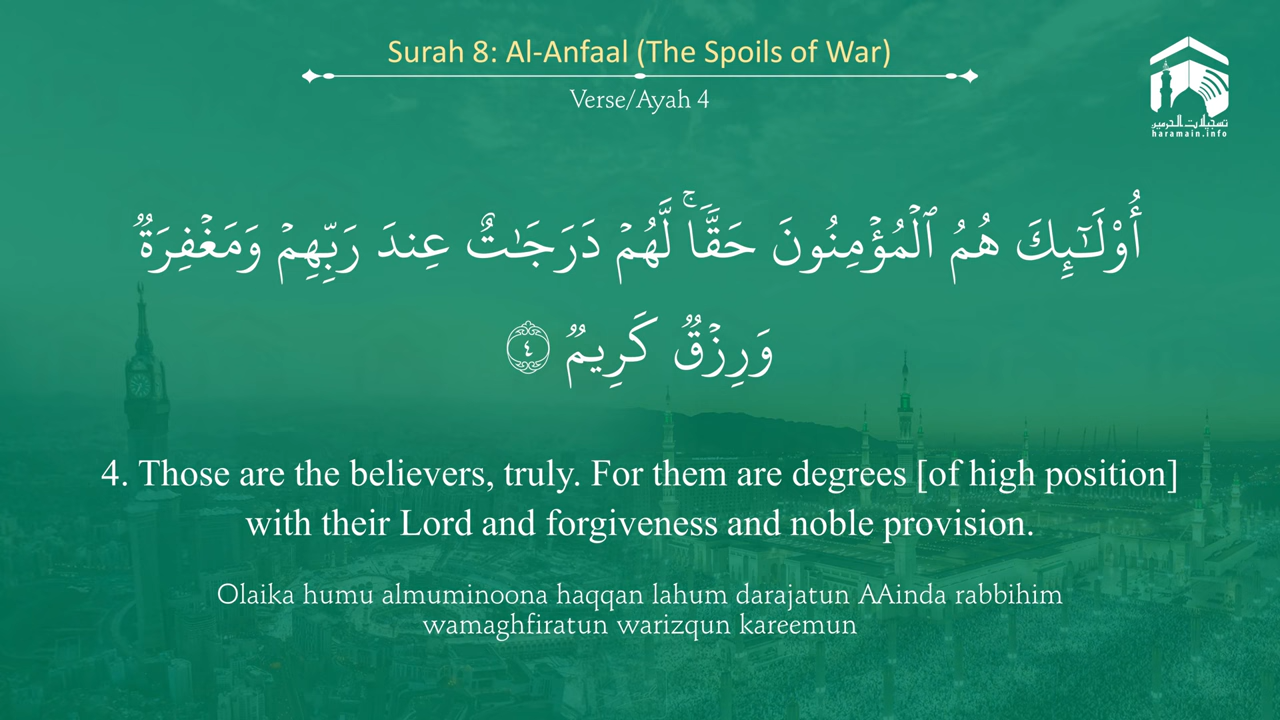 Surah 8: Al-Anfaal (The Spoils of War)
Verse/Ayah 4
تسجيلات الحرمين
haramain.info
أُوْلَـٰٓئِكَ هُمُ ٱلۡمُؤۡمِنُونَ حَقّٗاۚ لَّهُمۡ دَرَجَٰتٌ عِندَ رَبِّهِمۡ وَمَغۡفِرَةٞ
وَرِزۡقٞ كَرِيمٞ ٤
4. Those are the believers, truly. For them are degrees [of high position]
with their Lord and forgiveness and noble provision.
Olaika humu almuminoona haqqan lahum darajatun AAinda rabbihim
wamaghfiratun warizqun kareemun